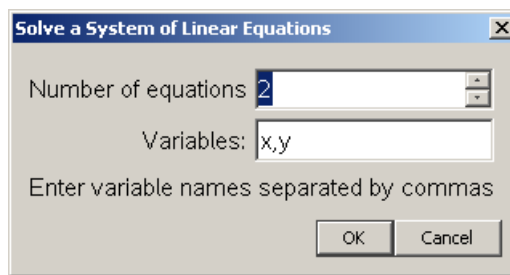 Solve a System of Linear Equations
Number of equations 2
Variables: x,y
Enter variable names separated by commas
OK Cancel